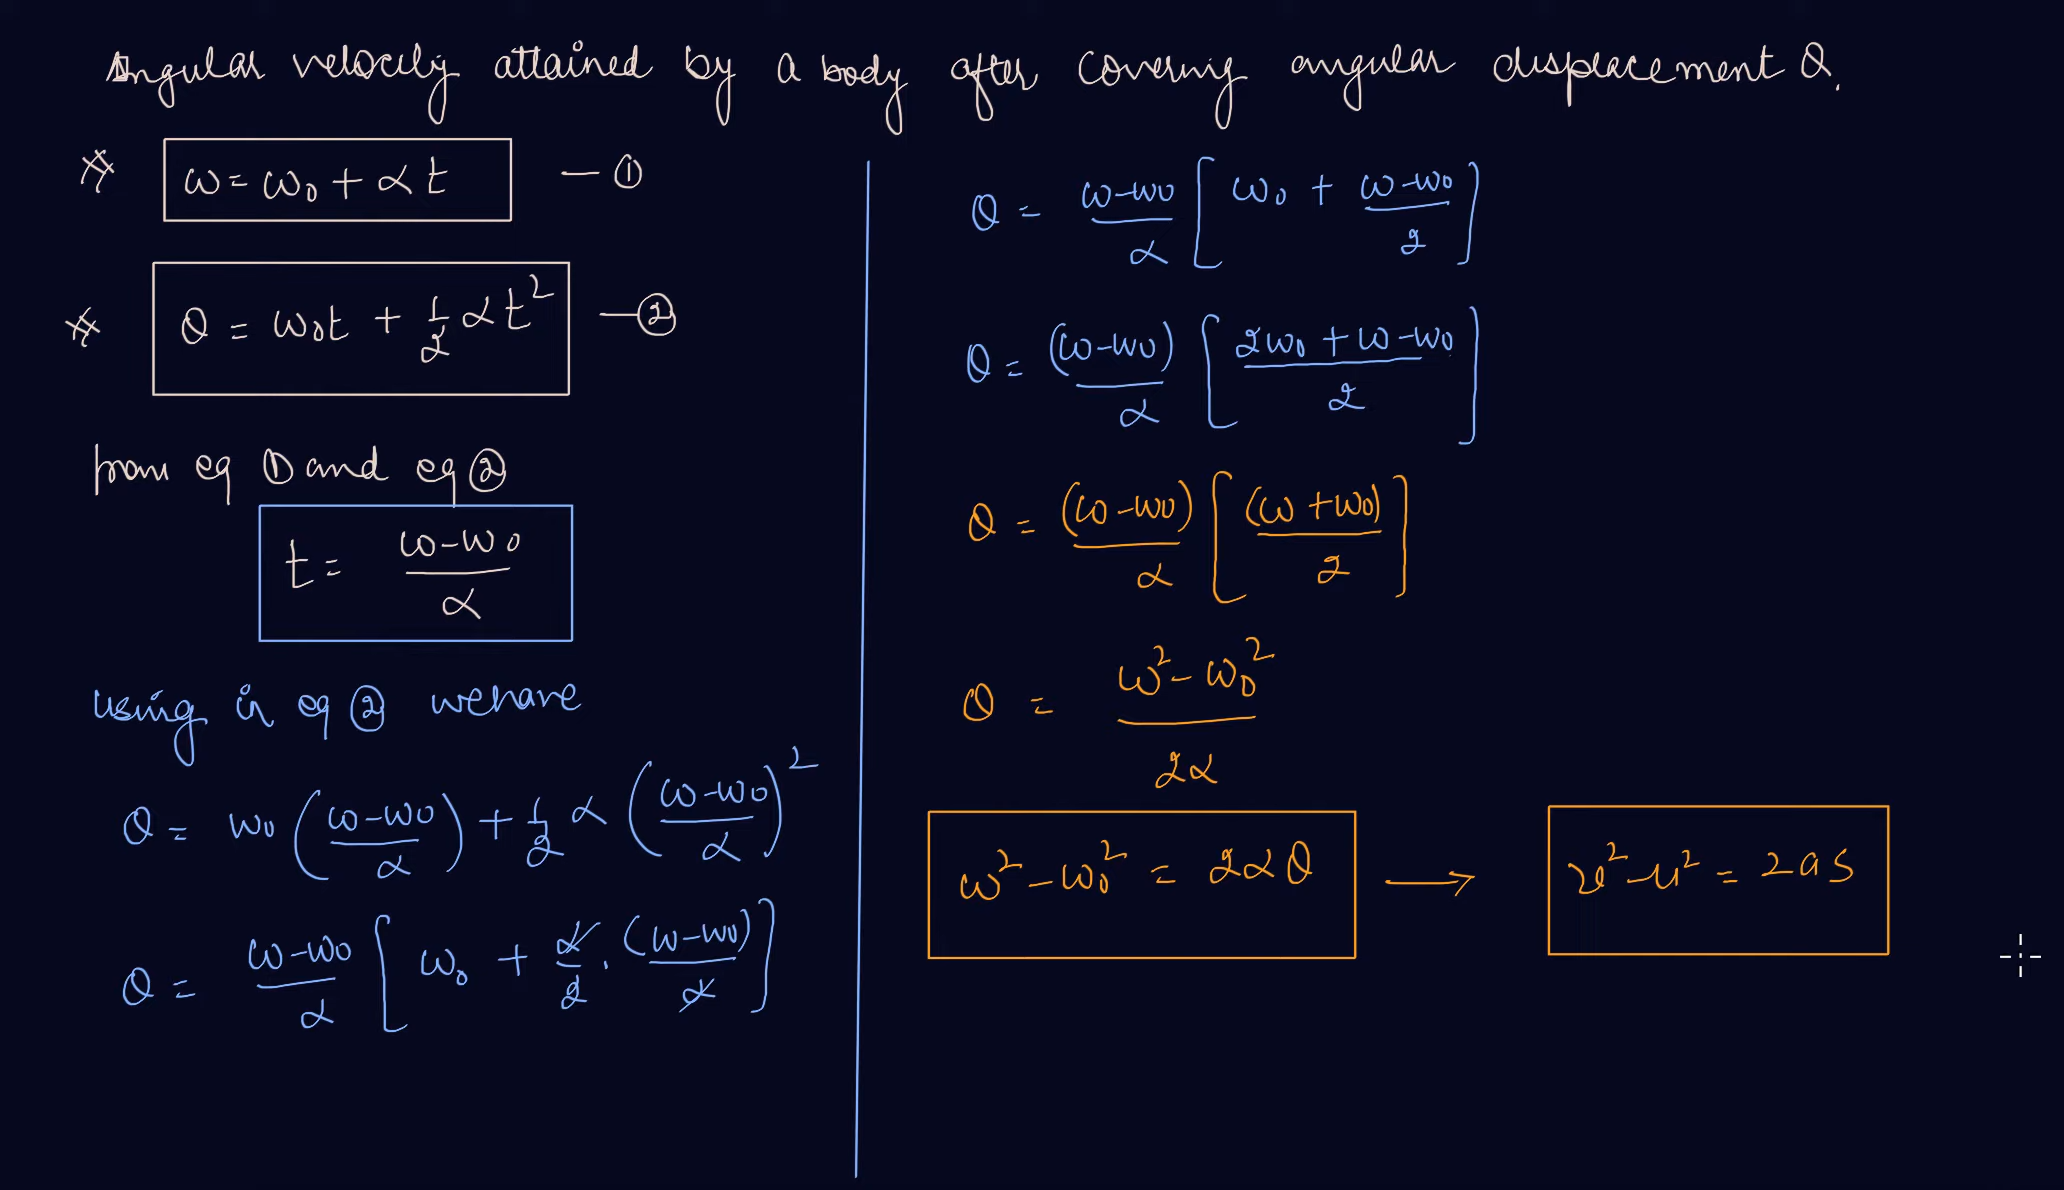 Angular velocity attained by a body after covering angular displacement θ.
* ω = ω₀ + αt — ①
* θ = ω₀t + 1/2 αt² — ②
from eq ① and eq ②
t = (ω-ω₀)/α
using in eq ② we have
θ = ω₀ ((ω-ω₀)/α) + 1/2 α ((ω-ω₀)/α)²
θ = (ω-ω₀)/α [ω₀ + α/2 . (ω-ω₀)/α]
θ = (ω-ω₀)/α [ω₀ + (ω-ω₀)/2]
θ = (ω-ω₀)/α [(2ω₀ + ω-ω₀)/2]
θ = (ω-ω₀)/α [(ω+ω₀)/2]
θ = (ω²-ω₀²)/2α
ω²-ω₀² = 2αθ → v²-u² = 2as